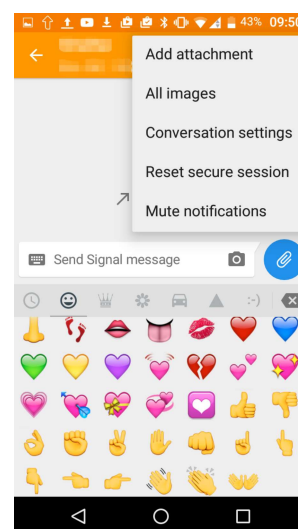 43% 09:50
Add attachment
All images
Conversation settings
Reset secure session
Mute notifications
Send Signal message
:-)